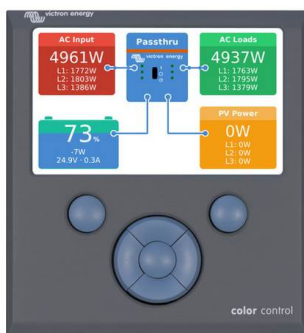 victron energy
AC Input
4961W
L1: 1772W
L2: 1803W
L3: 1386W
Passthru
victron energy
AC Loads
4937W
L1: 1763W
L2: 1795W
L3: 1379W
73%
-7W
24.9V · 0.3A
PV Power
0W
L1: 0W
L2: 0W
L3: 0W
color control